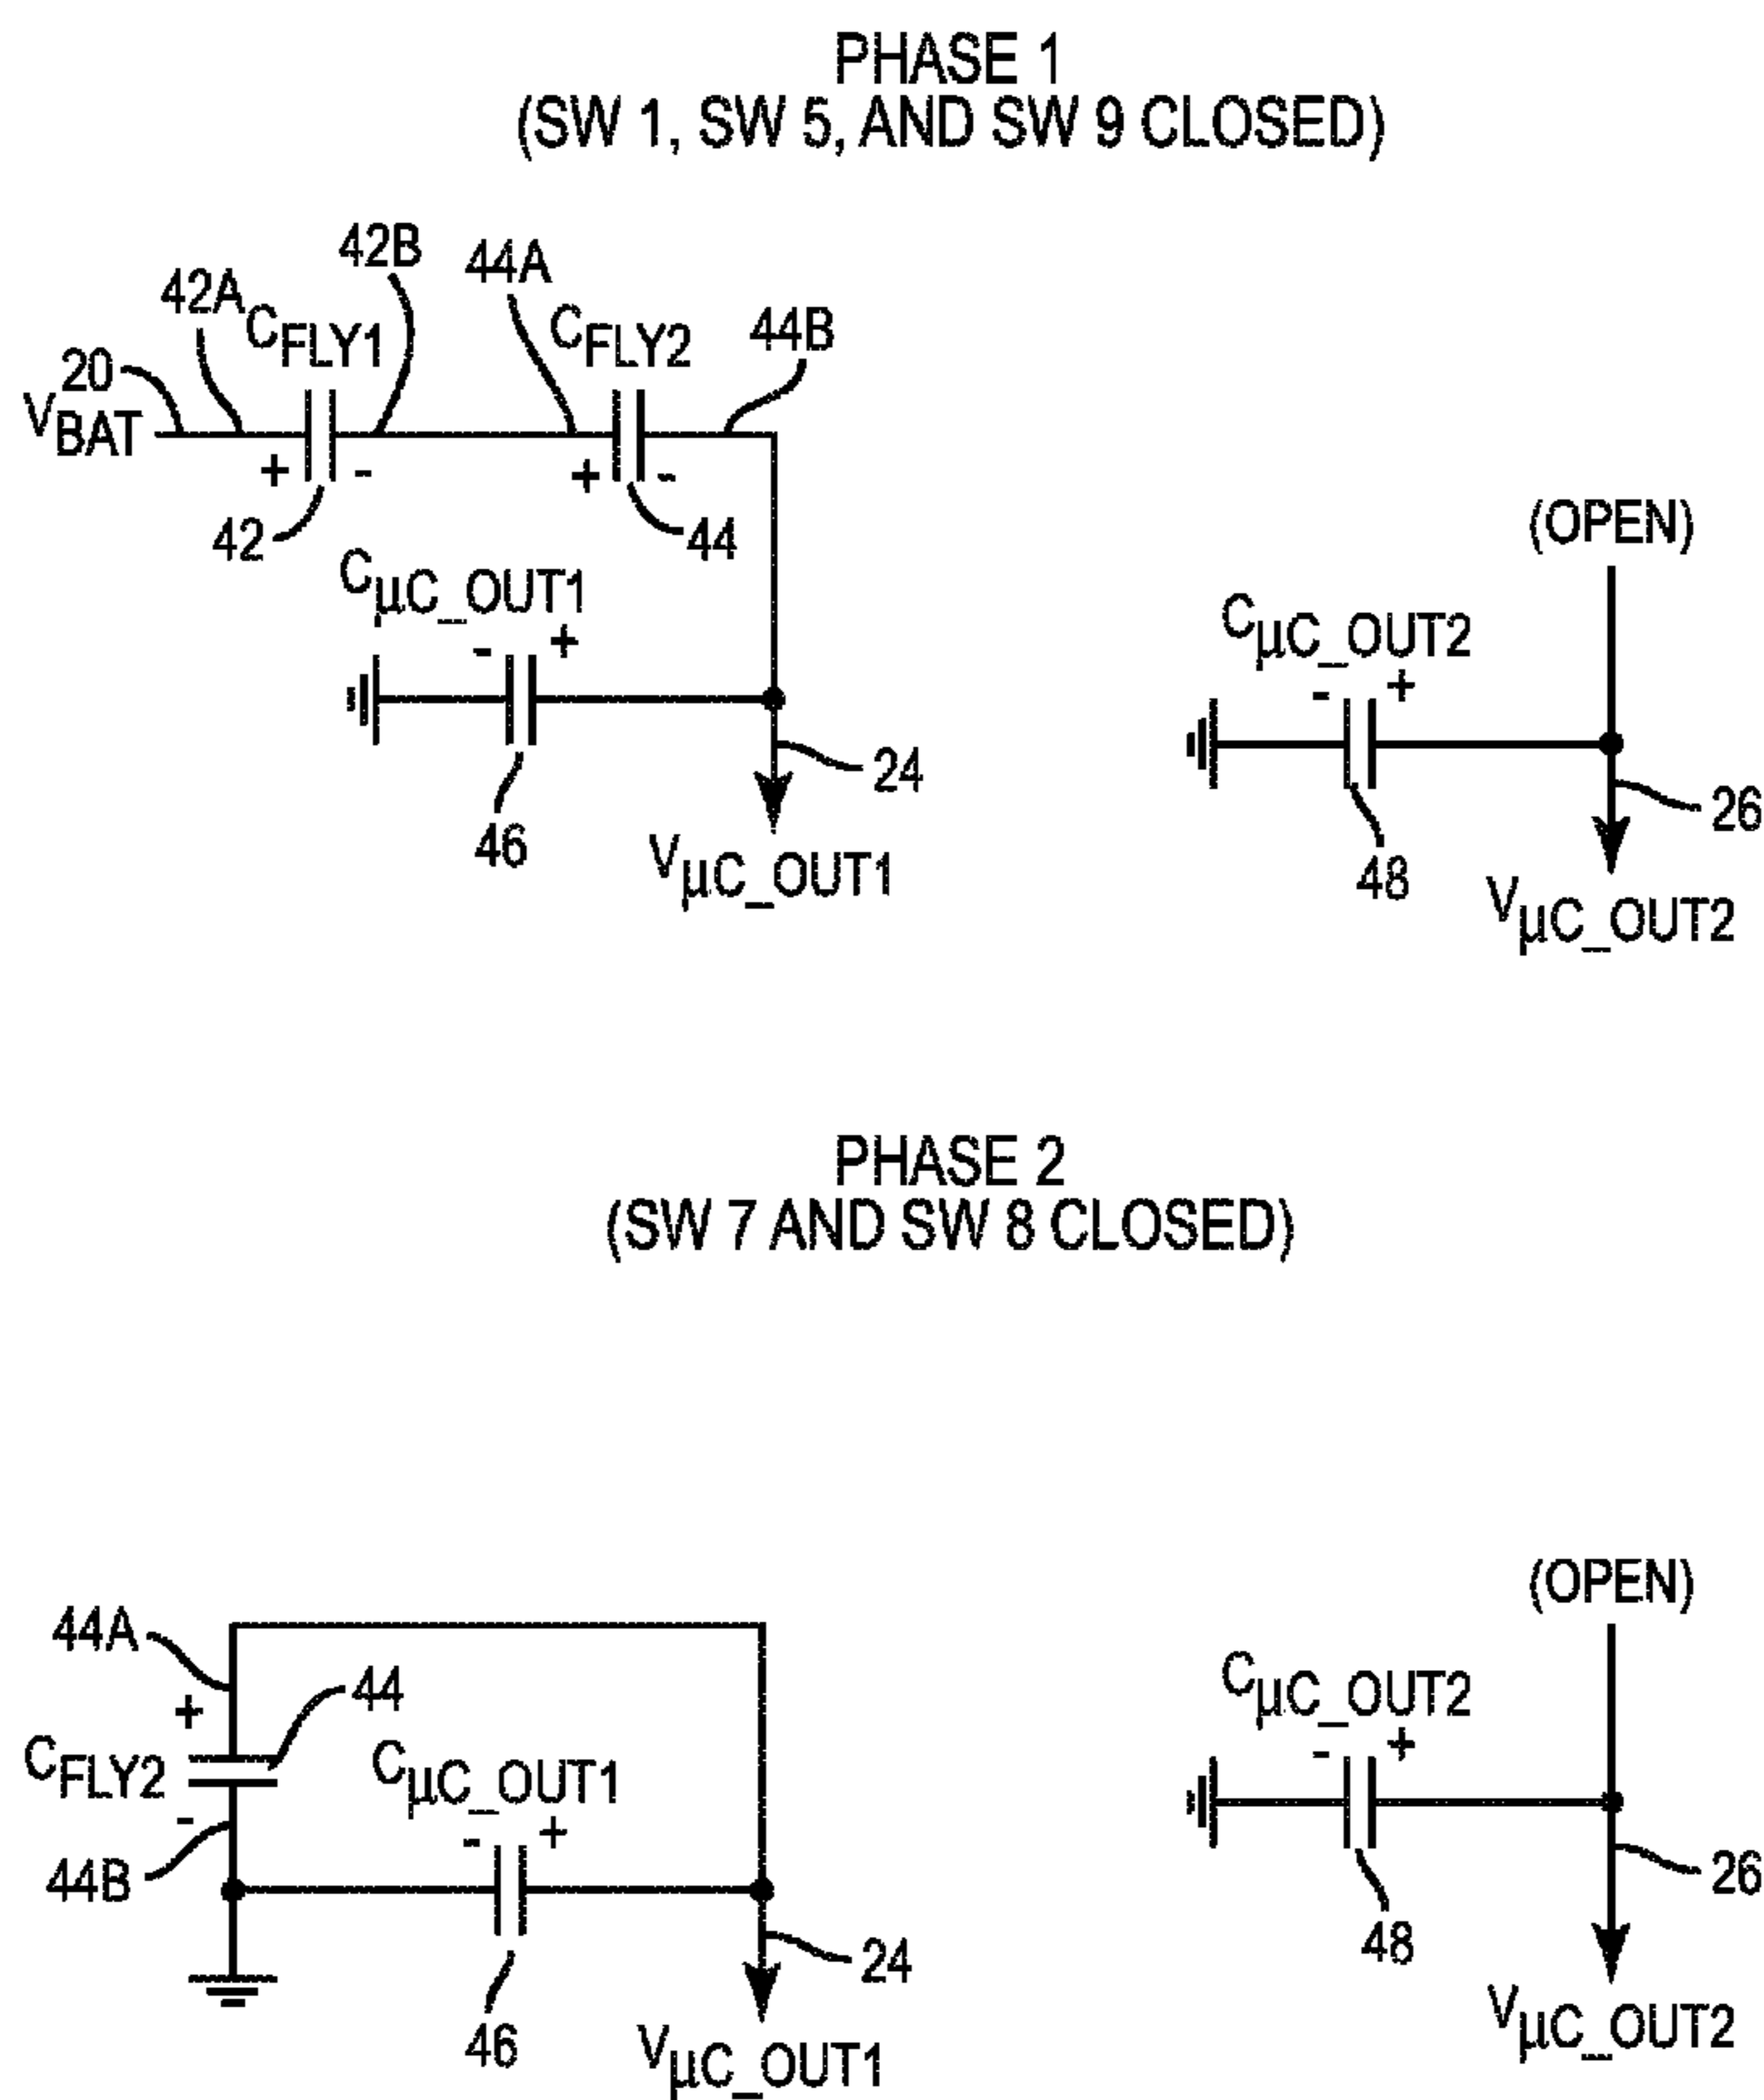 PHASE 1
(SW 1, SW 5, AND SW 9 CLOSED)
42B
44A
42A
CFLY1
CFLY2
44B
20
VBAT
+
-
+
-
42
44
(OPEN)
CµC_OUT1
-
+
CµC_OUT2
-
+
24
26
46
48
VµC_OUT1
VµC_OUT2
PHASE 2
(SW 7 AND SW 8 CLOSED)
(OPEN)
44A
44
+
CFLY2
-
CµC_OUT1
-
+
CµC_OUT2
-
+
44B
26
24
48
46
VµC_OUT1
VµC_OUT2